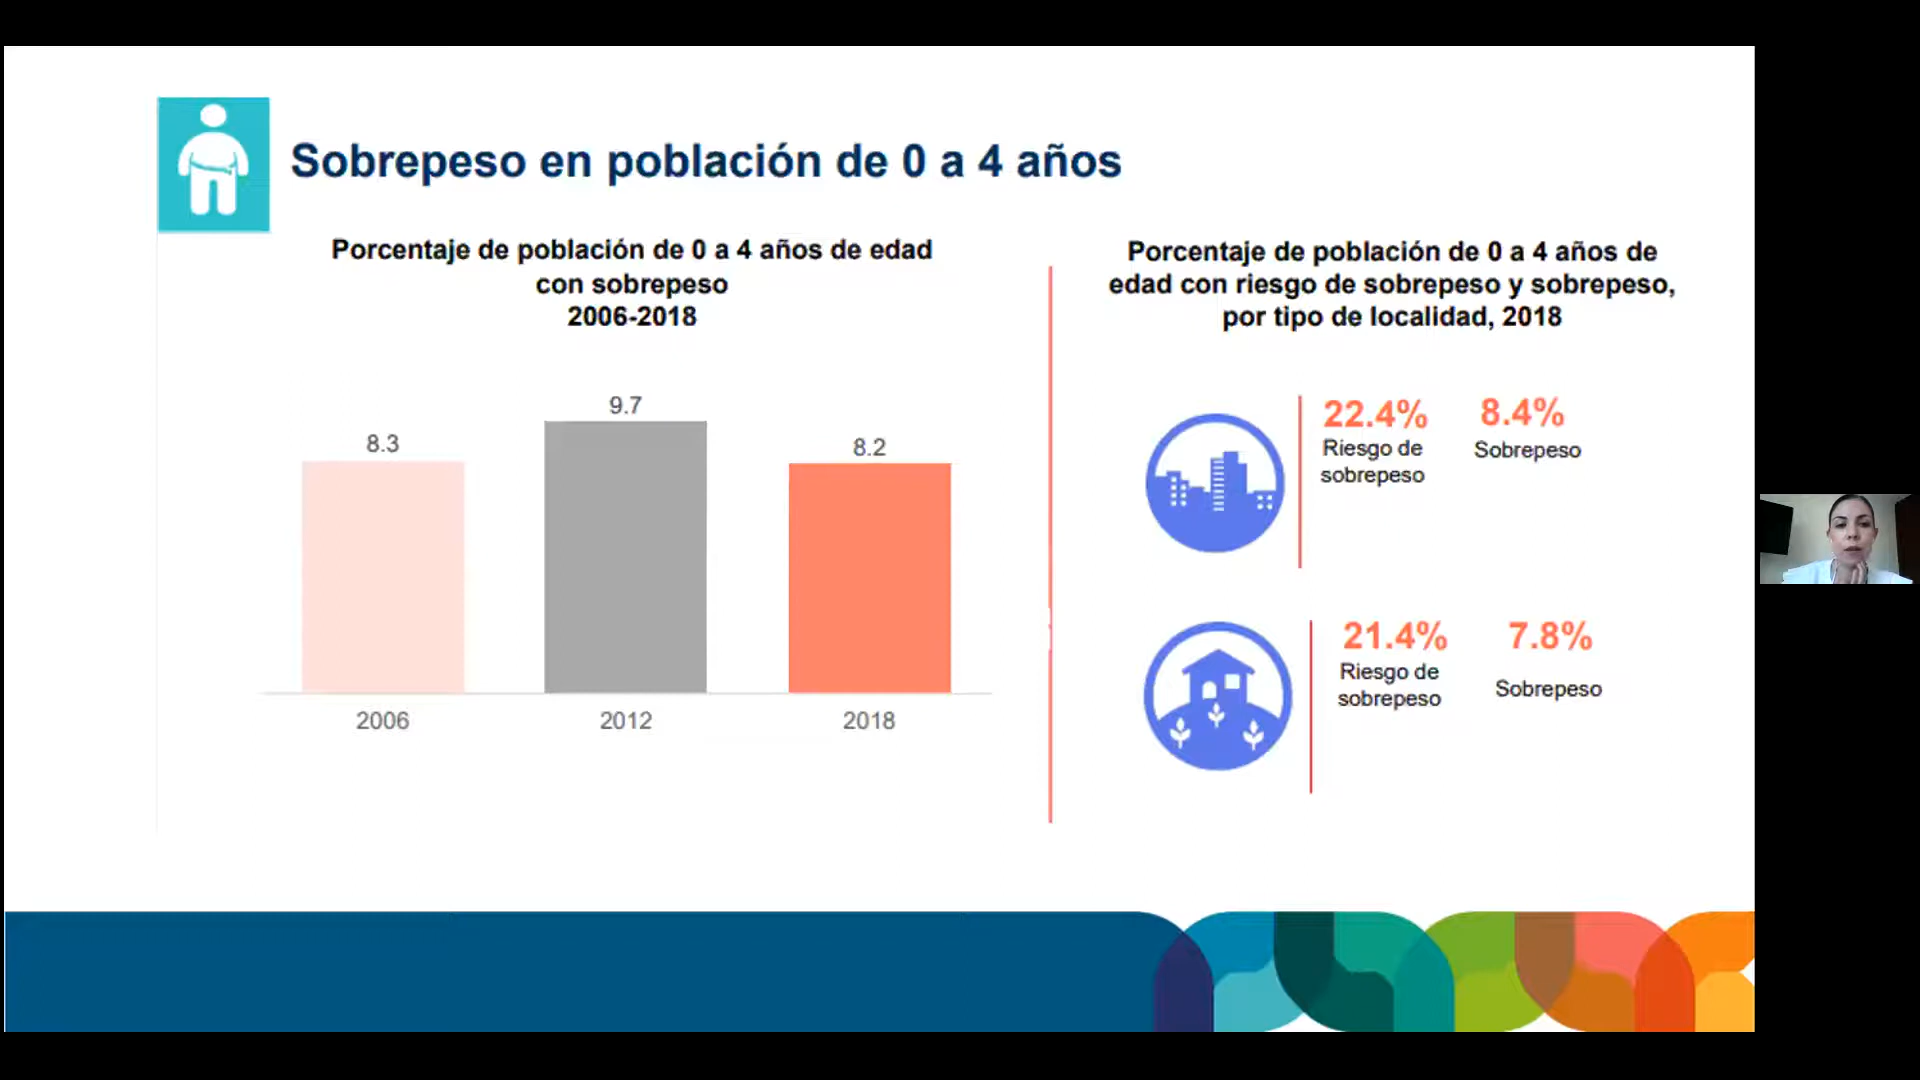 Sobrepeso en población de 0 a 4 años
Porcentaje de población de 0 a 4 años de edad
con sobrepeso
2006-2018
8.3
9.7
8.2
2006
2012
2018
Porcentaje de población de 0 a 4 años de
edad con riesgo de sobrepeso y sobrepeso,
por tipo de localidad, 2018
22.4%
Riesgo de
sobrepeso
8.4%
Sobrepeso
21.4%
Riesgo de
sobrepeso
7.8%
Sobrepeso